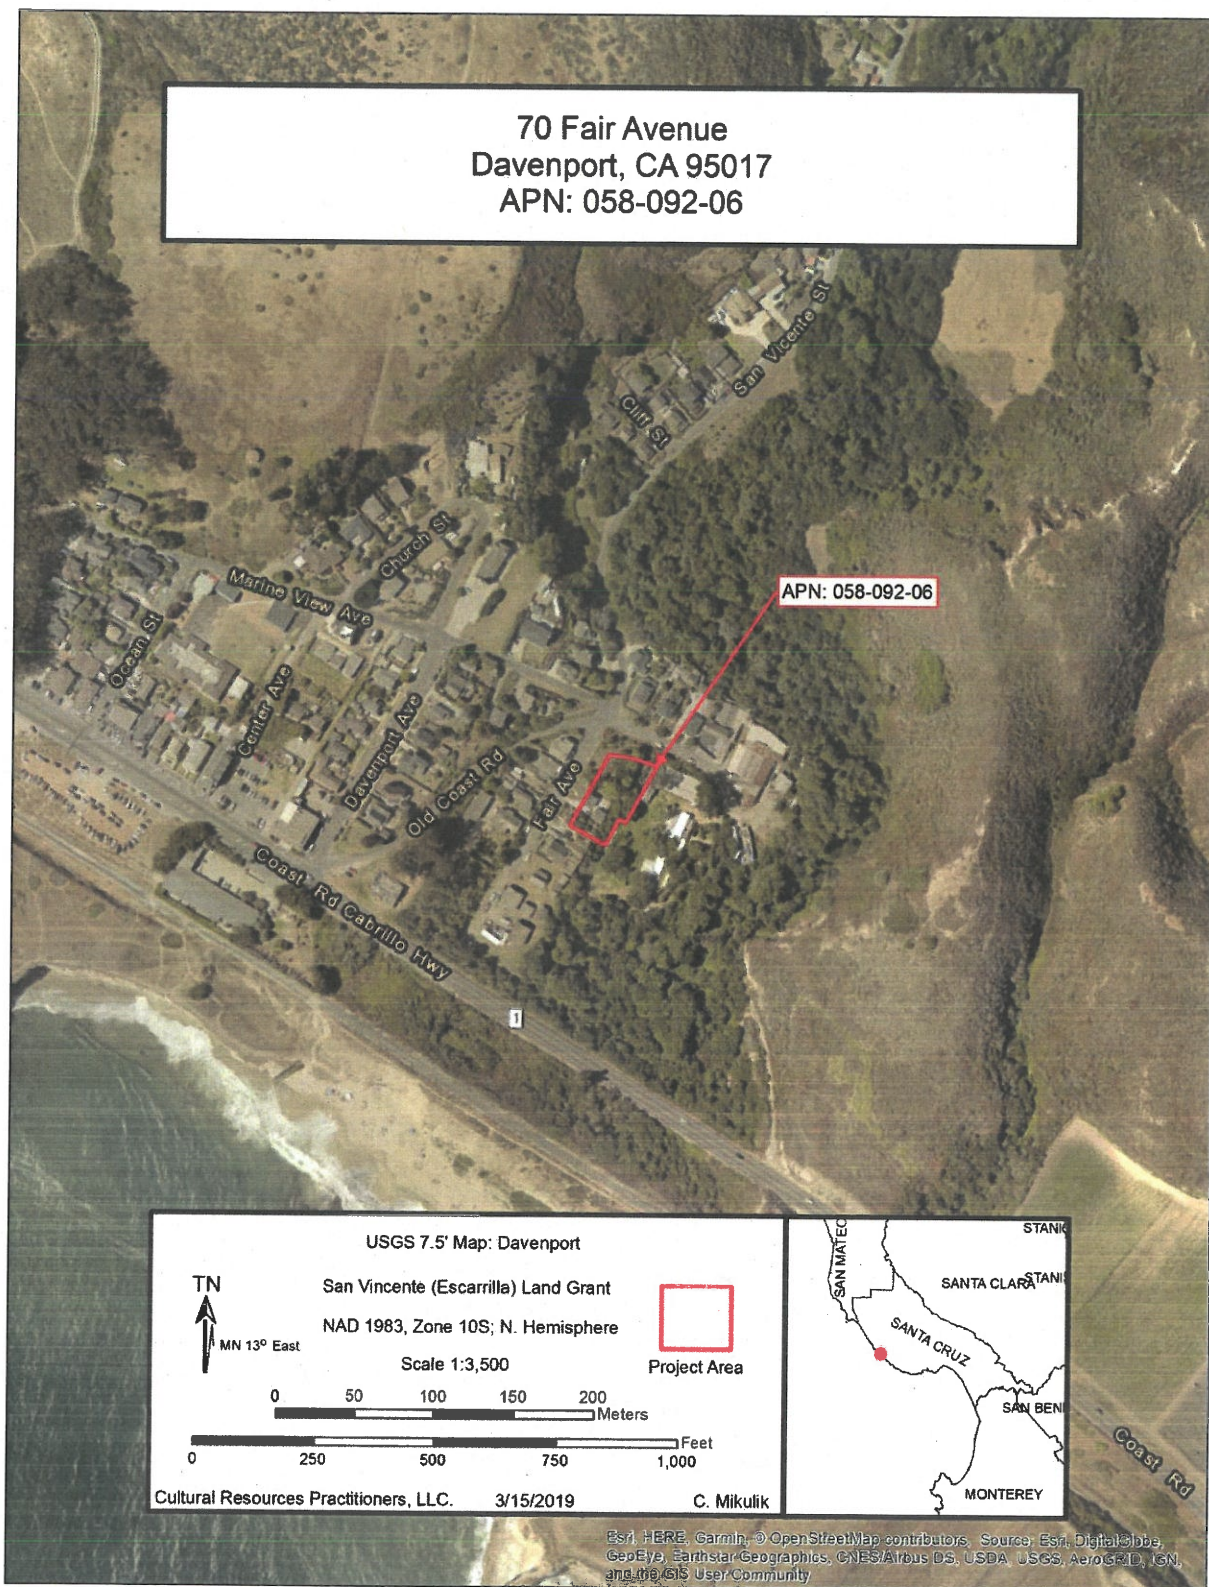 70 Fair Avenue
Davenport, CA 95017
APN: 058-092-06
San Vicente St
Cliff St
Church St
Marine View Ave
APN: 058-092-06
Ocean St
Center Ave
Davenport Ave
Old Coast Rd
Fair Ave
Coast Rd Cabrillo Hwy
1
USGS 7.5' Map: Davenport
San Vincente (Escarrilla) Land Grant
NAD 1983, Zone 10S; N. Hemisphere
Scale 1:3,500
TN
MN 13º East
Project Area
0 50 100 150 200
Meters
Feet
0 250 500 750 1,000
Cultural Resources Practitioners, LLC. 3/15/2019 C. Mikulik
SAN MATEO
STANI
SANTA CLARA
STANI
SANTA CRUZ
SAN BEN
MONTEREY
Coast Rd
Esri, HERE, Garmin, © OpenStreetMap contributors, Source: Esri, DigitalGlobe,
GeoEye, Earthstar Geographics, CNES/Airbus DS, USDA, USGS, AeroGRID, IGN,
and the GIS User Community